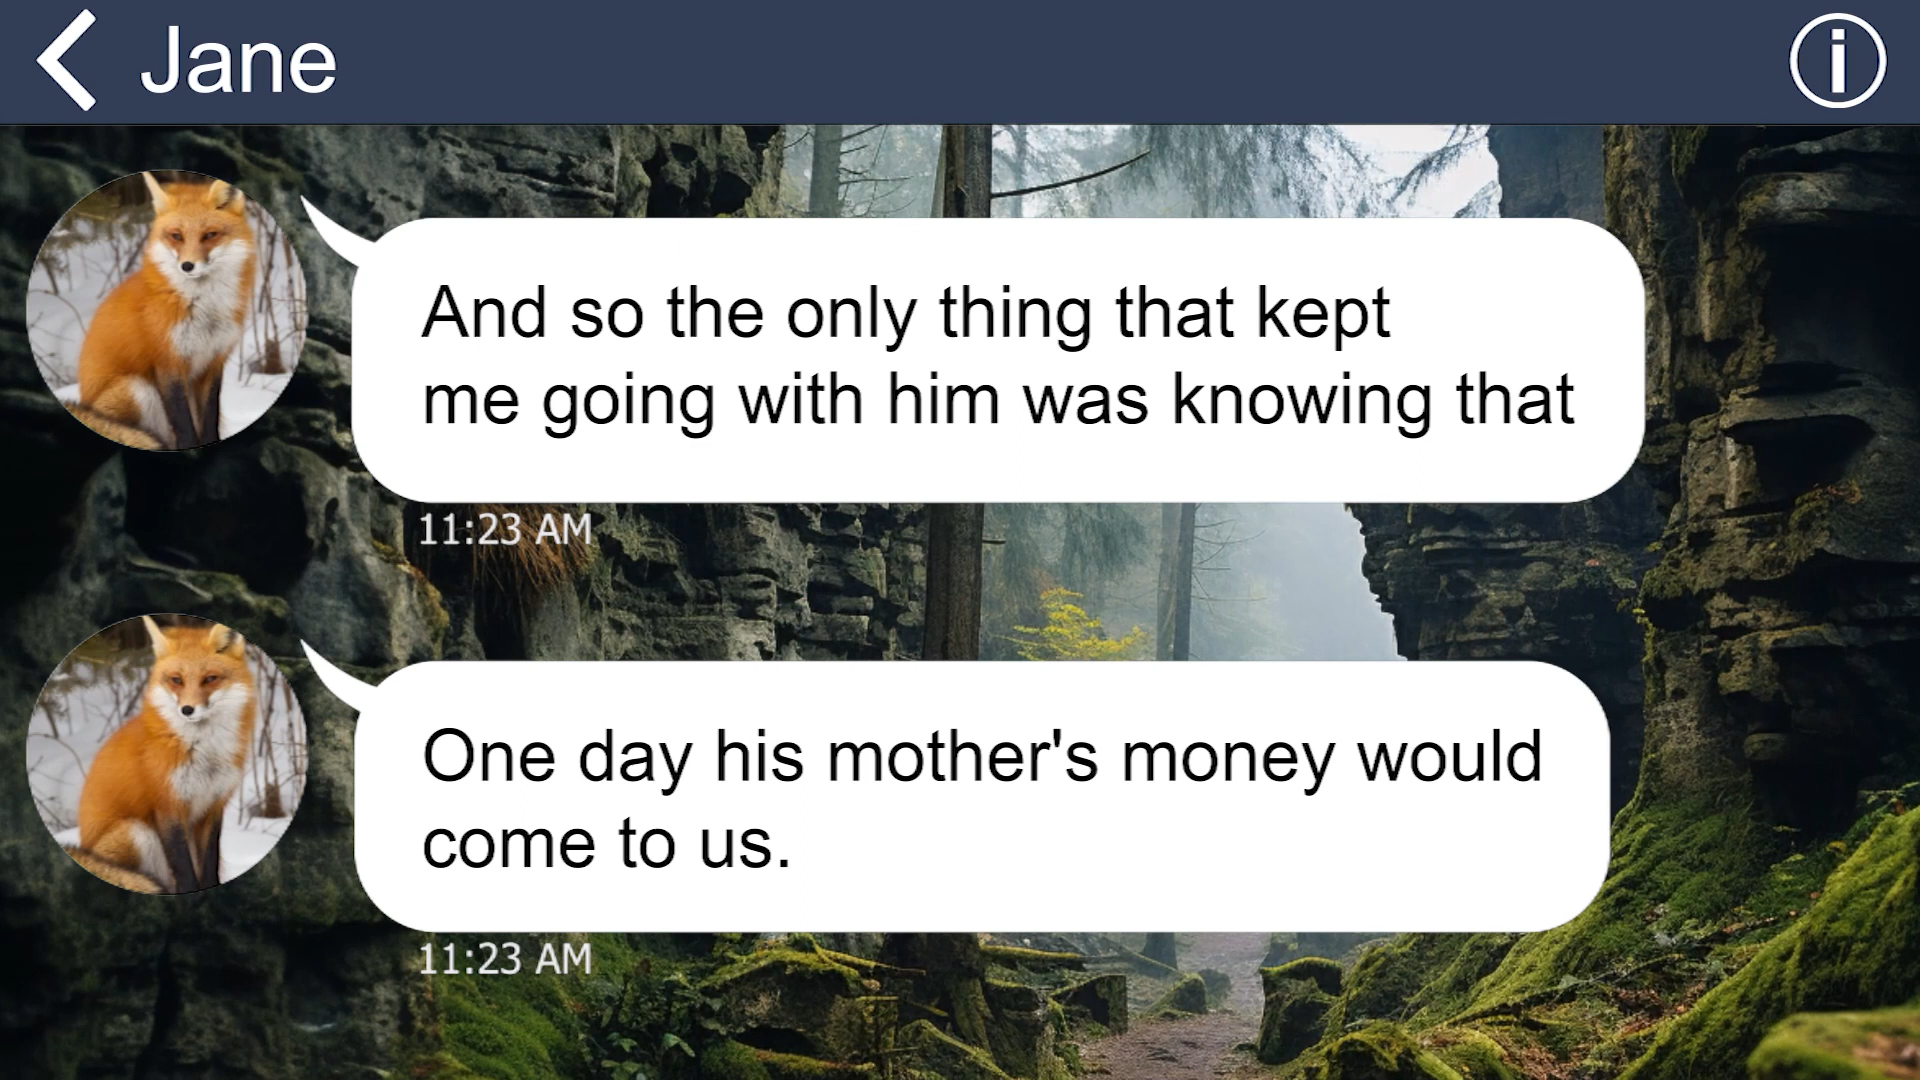 Jane
And so the only thing that kept
me going with him was knowing that
11:23 AM
One day his mother's money would
come to us.
11:23 AM